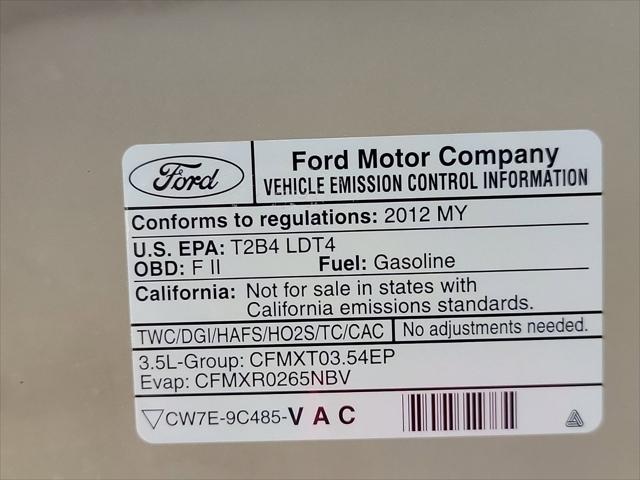 Ford
Ford Motor Company
VEHICLE EMISSION CONTROL INFORMATION
Conforms to regulations: 2012 MY
U.S. EPA: T2B4 LDT4
OBD: F II Fuel: Gasoline
California: Not for sale in states with
California emissions standards.
TWC/DGI/HAFS/HO2S/TC/CAC No adjustments needed.
3.5L-Group: CFMXT03.54EP
Evap: CFMXR0265NBV
CW7E-9C485-VAC